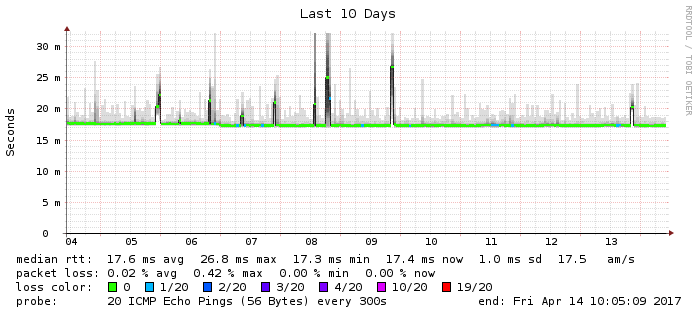 Last 10 Days
RRDTOOL / TOBI OETIKER
Seconds
30 m
25 m
20 m
15 m
10 m
5 m
0
04 05 06 07 08 09 10 11 12 13
median rtt: 17.6 ms avg 26.8 ms max 17.3 ms min 17.4 ms now 1.0 ms sd 17.5 am/s
packet loss: 0.02 % avg 0.42 % max 0.00 % min 0.00 % now
loss color: 0 1/20 2/20 3/20 4/20 10/20 19/20
probe: 20 ICMP Echo Pings (56 Bytes) every 300s end: Fri Apr 14 10:05:09 2017